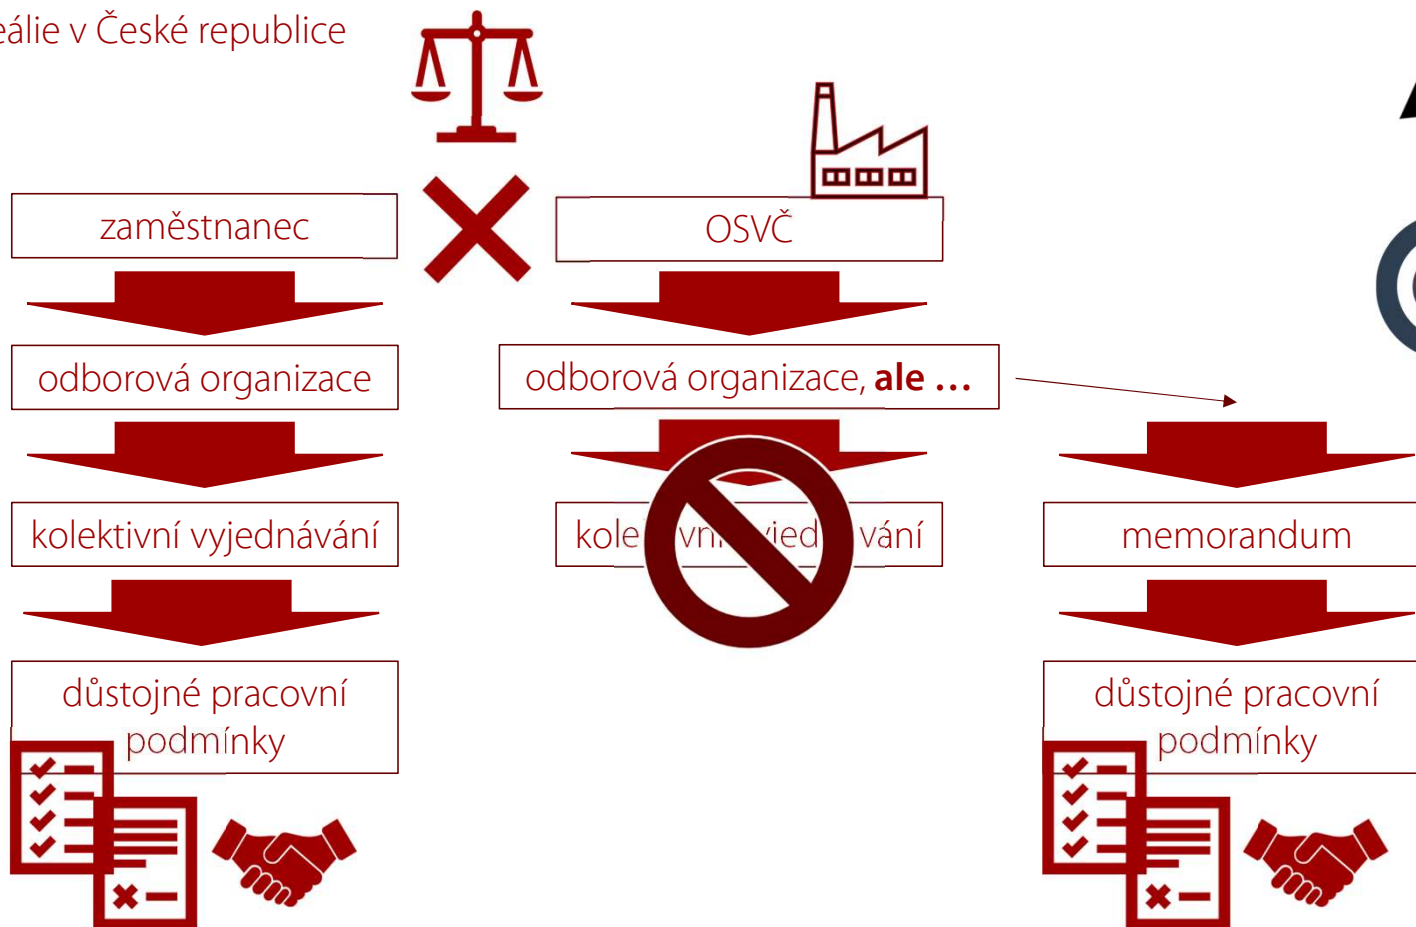 eálie v České republice
zaměstnanec
OSVČ
odborová organizace
odborová organizace, ale ...
kolektivní vyjednávání
memorandum
důstojné pracovní
podmínky
důstojné pracovní
podmínky